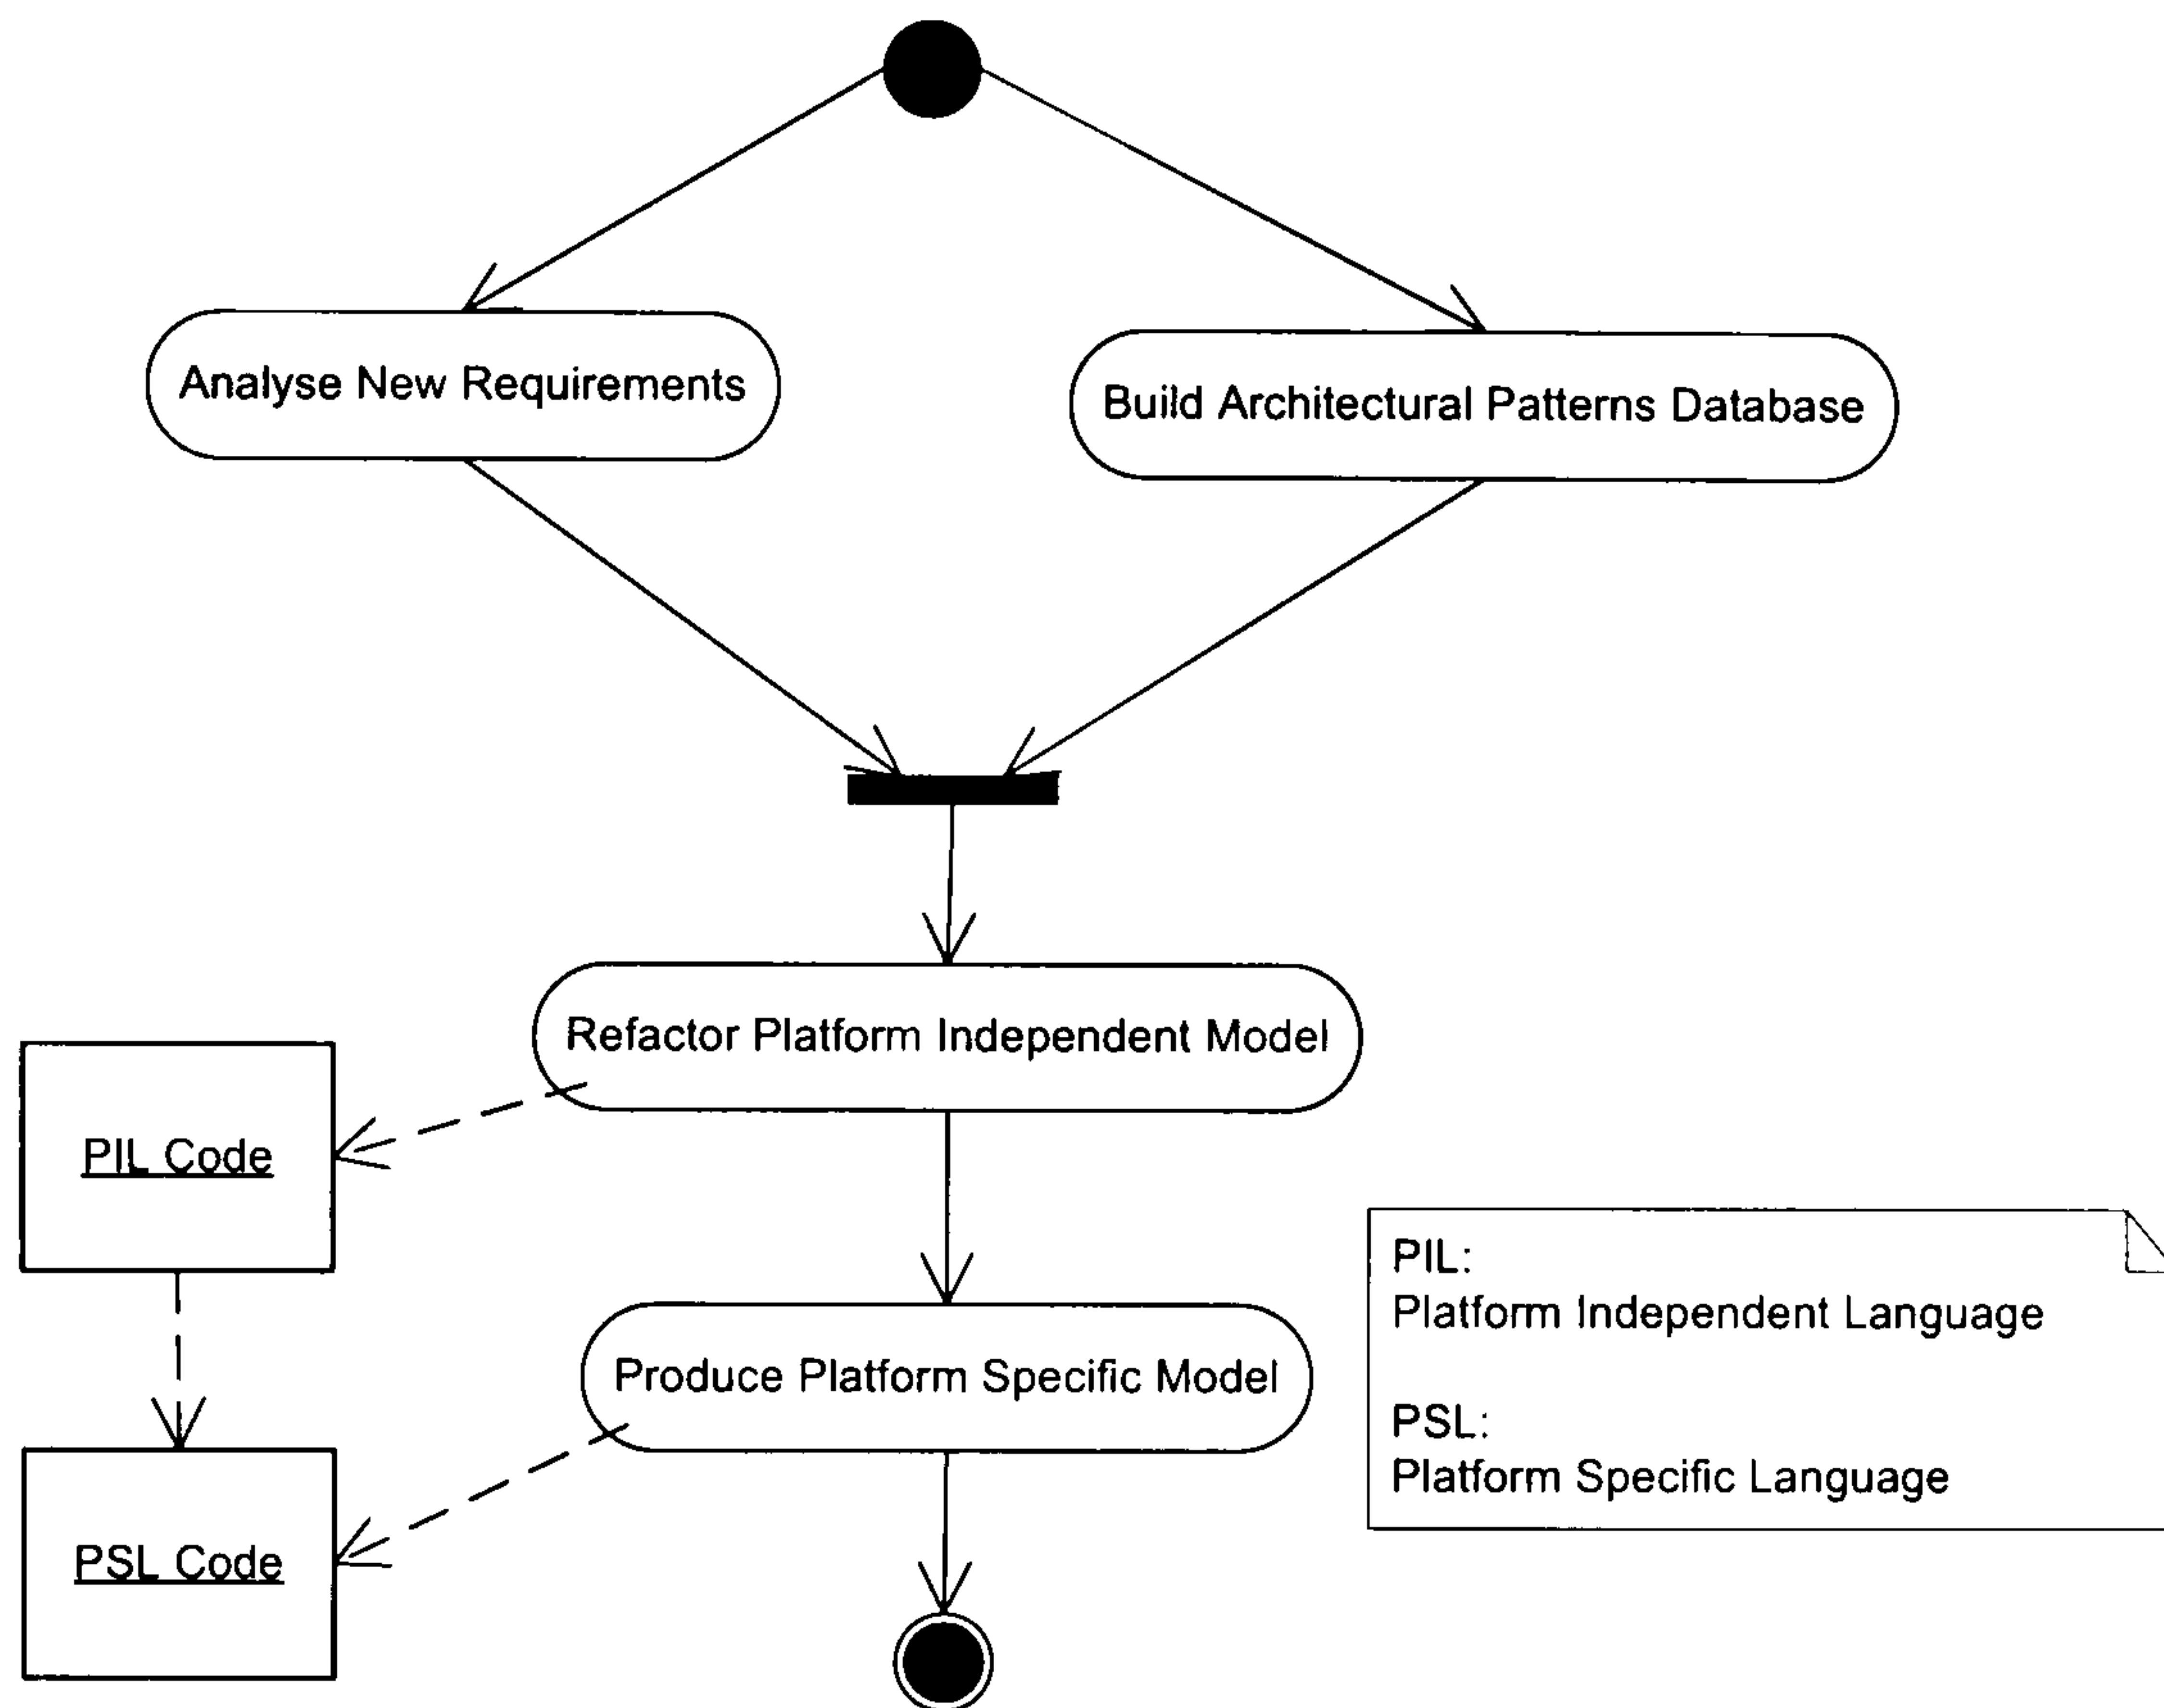 Analyse New Requirements
Build Architectural Patterns Database
Refactor Platform Independent Model
PIL Code
Produce Platform Specific Model
PSL Code
PIL:
Platform Independent Language
PSL:
Platform Specific Language